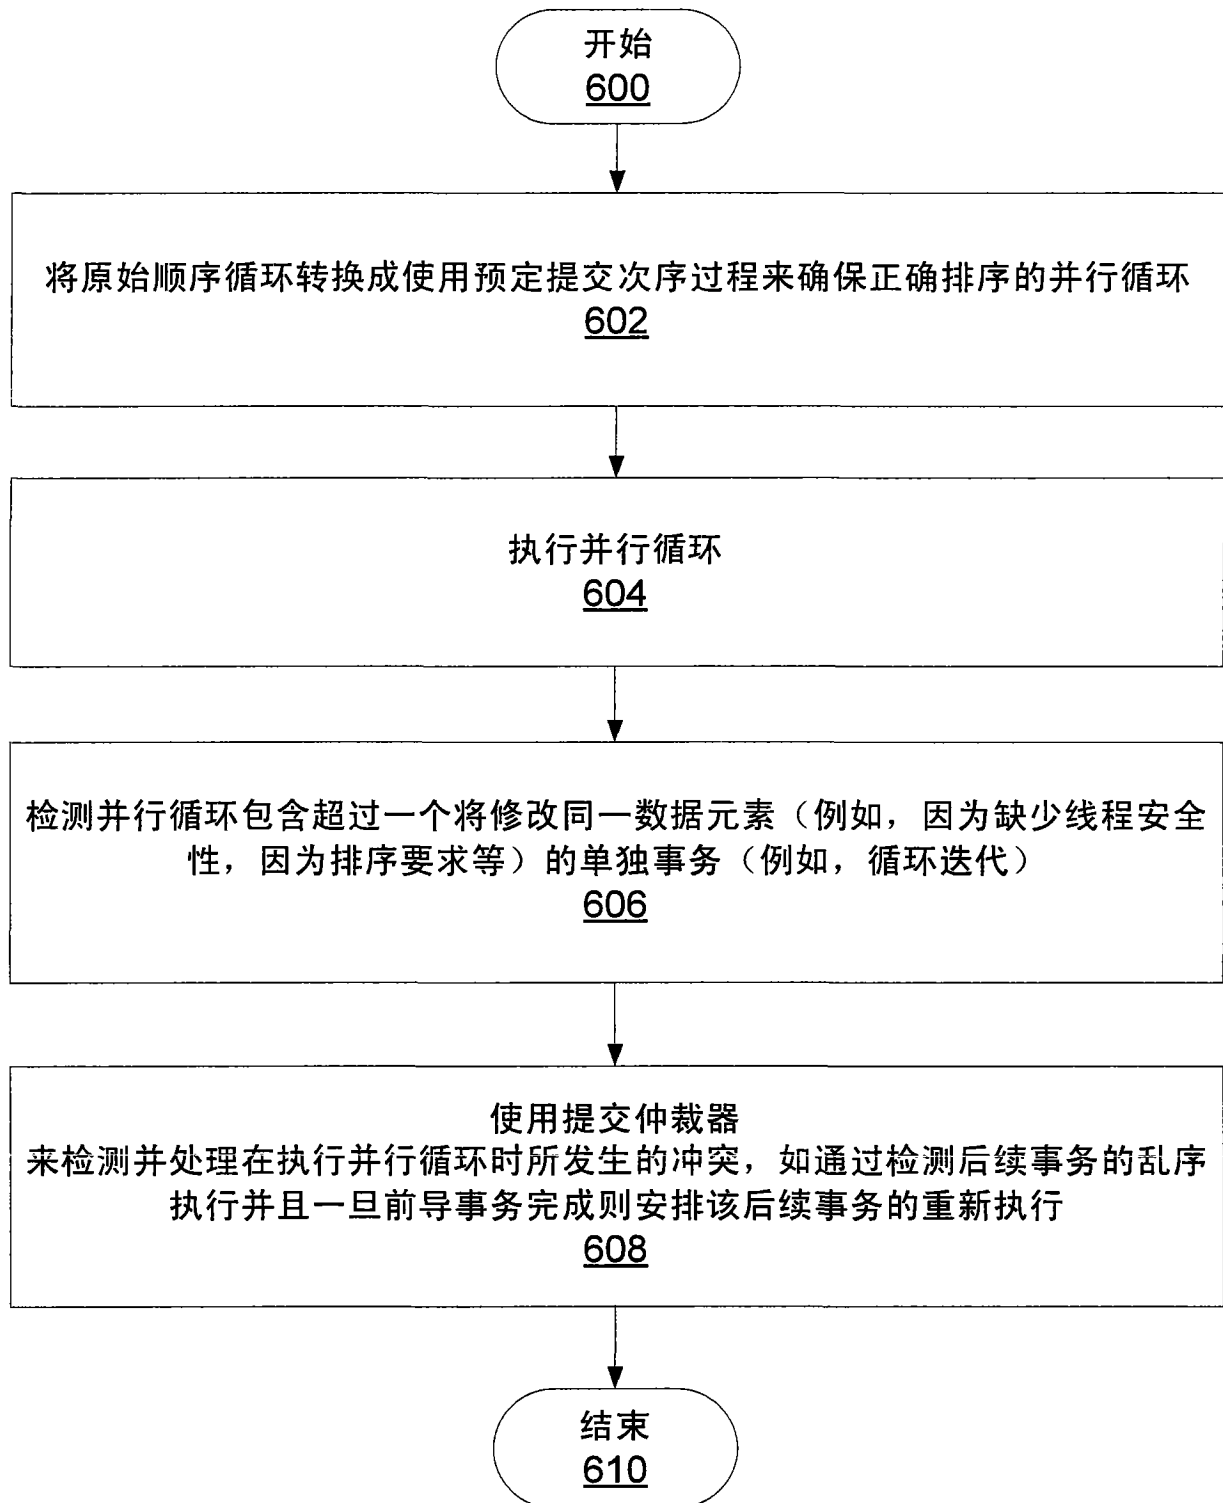 开始
600
将原始顺序循环转换成使用预定提交次序过程来确保正确排序的并行循环
602
执行并行循环
604
检测并行循环包含超过一个将修改同一数据元素（例如，因为缺少线程安全
性，因为排序要求等）的单独事务（例如，循环迭代）
606
使用提交仲裁器
来检测并处理在执行并行循环时所发生的冲突，如通过检测后续事务的乱序
执行并且一旦前导事务完成则安排该后续事务的重新执行
608
结束
610